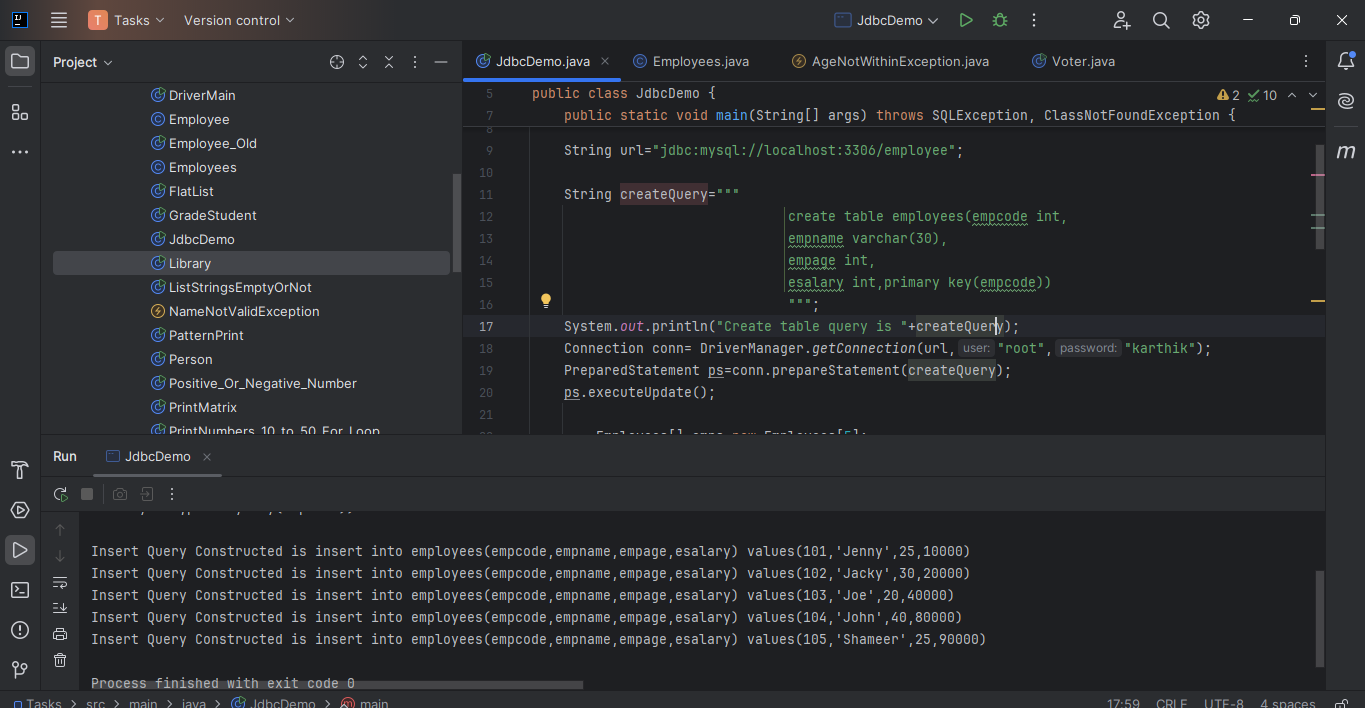 T Tasks Version control JdbcDemo
Project
DriverMain
Employee
Employee_Old
Employees
FlatList
GradeStudent
JdbcDemo
Library
ListStringsEmptyOrNot
NameNotValidException
PatternPrint
Person
Positive_Or_Negative_Number
PrintMatrix
PrintNumbers_10_to_50_For_Loop
JdbcDemo.java Employees.java AgeNotWithinException.java Voter.java
2 10
5 public class JdbcDemo {
7 public static void main(String[] args) throws SQLException, ClassNotFoundException {
8
9 String url="jdbc:mysql://localhost:3306/employee";
10
11 String createQuery="""
12 create table employees(empcode int,
13 empname varchar(30),
14 empage int,
15 esalary int,primary key(empcode))
16 """;
17 System.out.println("Create table query is "+createQuery);
18 Connection conn= DriverManager.getConnection(url, user: "root", password: "karthik");
19 PreparedStatement ps=conn.prepareStatement(createQuery);
20 ps.executeUpdate();
21
Run JdbcDemo
Insert Query Constructed is insert into employees(empcode,empname,empage,esalary) values(101,'Jenny',25,10000)
Insert Query Constructed is insert into employees(empcode,empname,empage,esalary) values(102,'Jacky',30,20000)
Insert Query Constructed is insert into employees(empcode,empname,empage,esalary) values(103,'Joe',20,40000)
Insert Query Constructed is insert into employees(empcode,empname,empage,esalary) values(104,'John',40,80000)
Insert Query Constructed is insert into employees(empcode,empname,empage,esalary) values(105,'Shameer',25,90000)
Process finished with exit code 0
Tasks > src > main > java > JdbcDemo > main 17:59 CRLF UTF-8 4 spaces